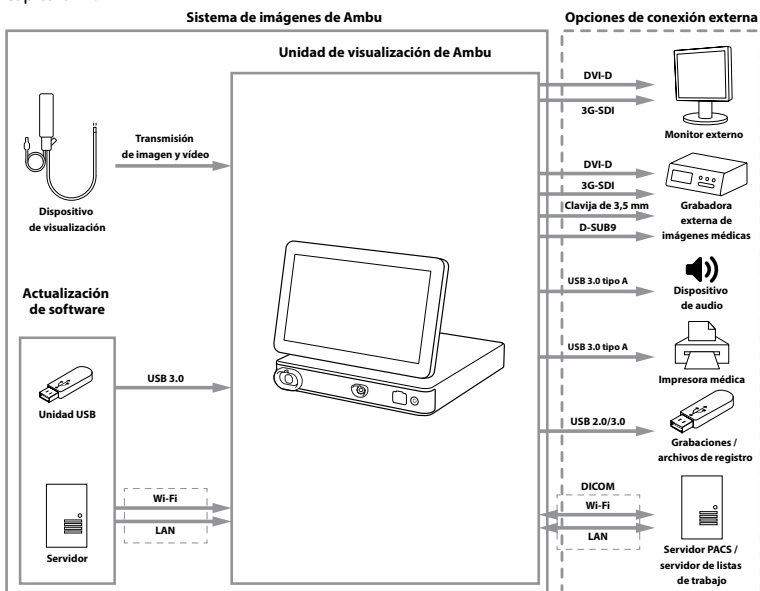 Sistema de imágenes de Ambu
Opciones de conexión externa
Unidad de visualización de Ambu
Transmisión
de imagen y vídeo
Dispositivo
de visualización
Actualización
de software
USB 3.0
Unidad USB
Wi-Fi
LAN
Servidor
DVI-D
3G-SDI
Monitor externo
DVI-D
3G-SDI
Clavija de 3,5 mm
D-SUB9
Grabadora
externa de
imágenes médicas
USB 3.0 tipo A
Dispositivo
de audio
USB 3.0 tipo A
Impresora médica
USB 2.0/3.0
Grabaciones /
archivos de registro
DICOM
Wi-Fi
LAN
Servidor PACS /
servidor de listas
de trabajo